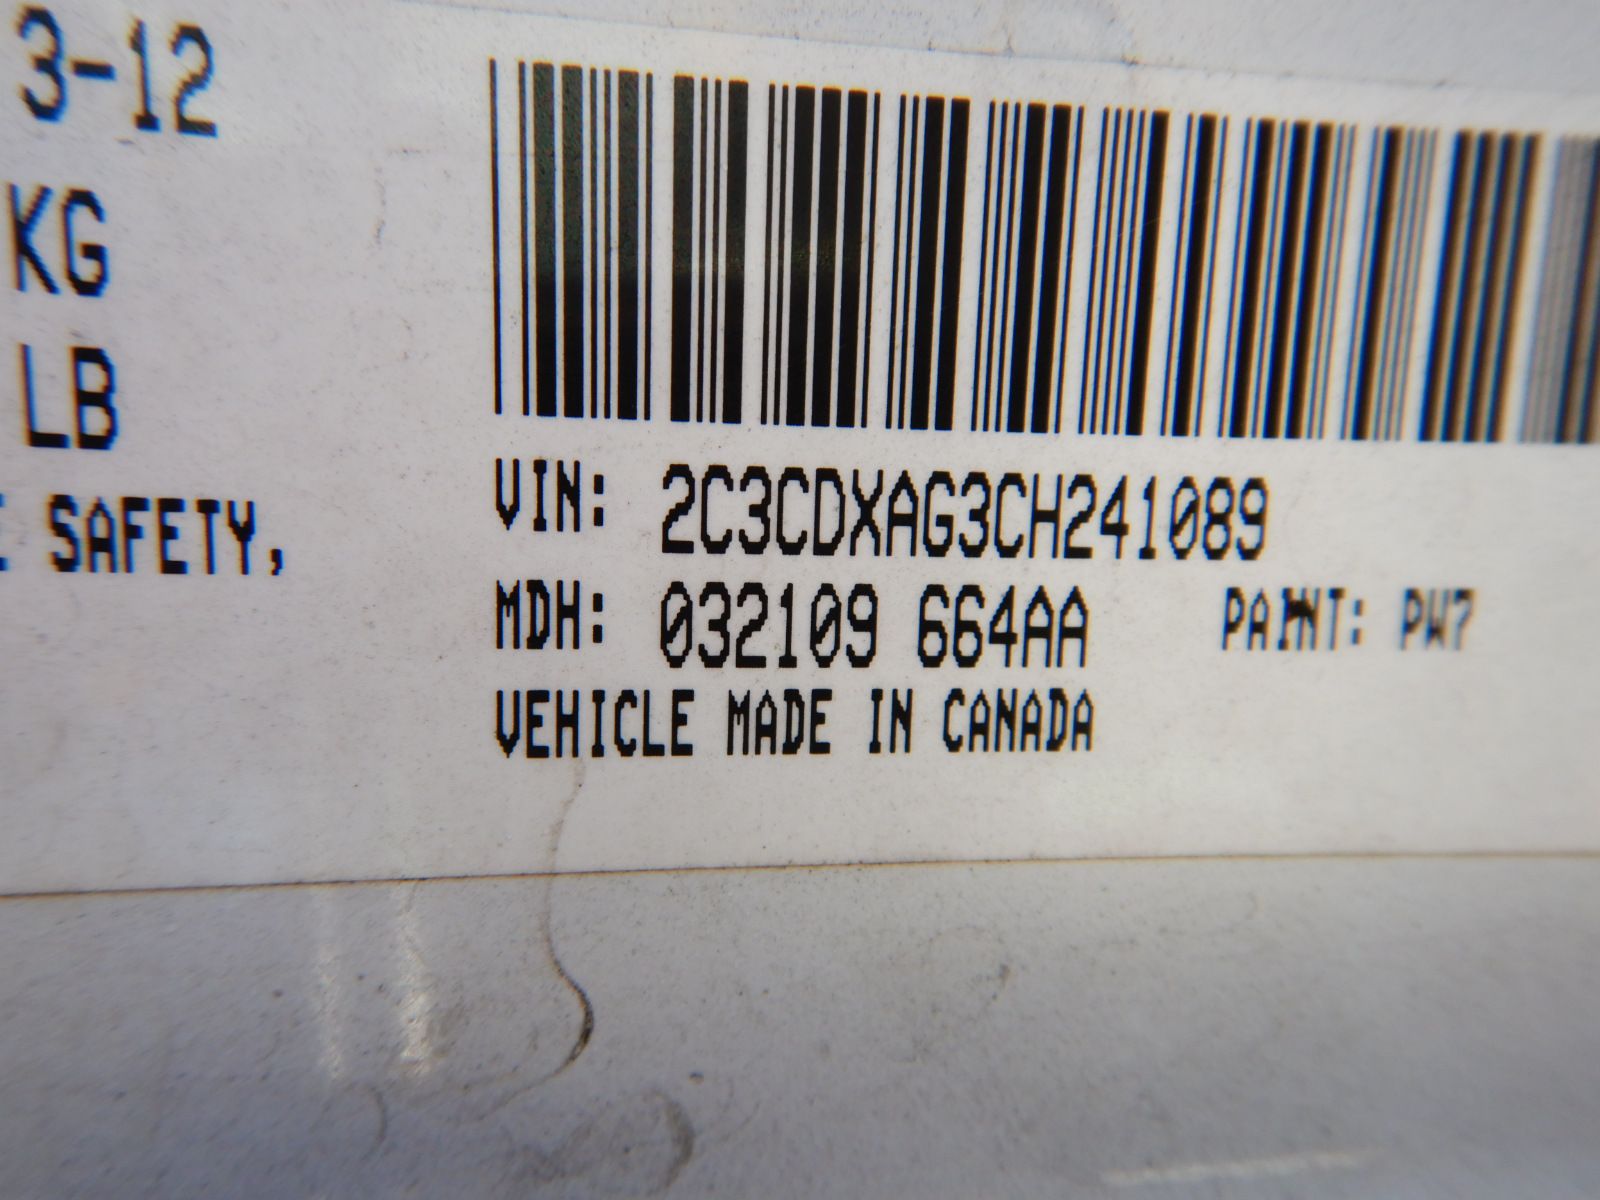 3-12
KG
LB
E SAFETY,
VIN: 2C3CDXAG3CH241089
MDH: 032109 664AA PAINT: PW7
VEHICLE MADE IN CANADA